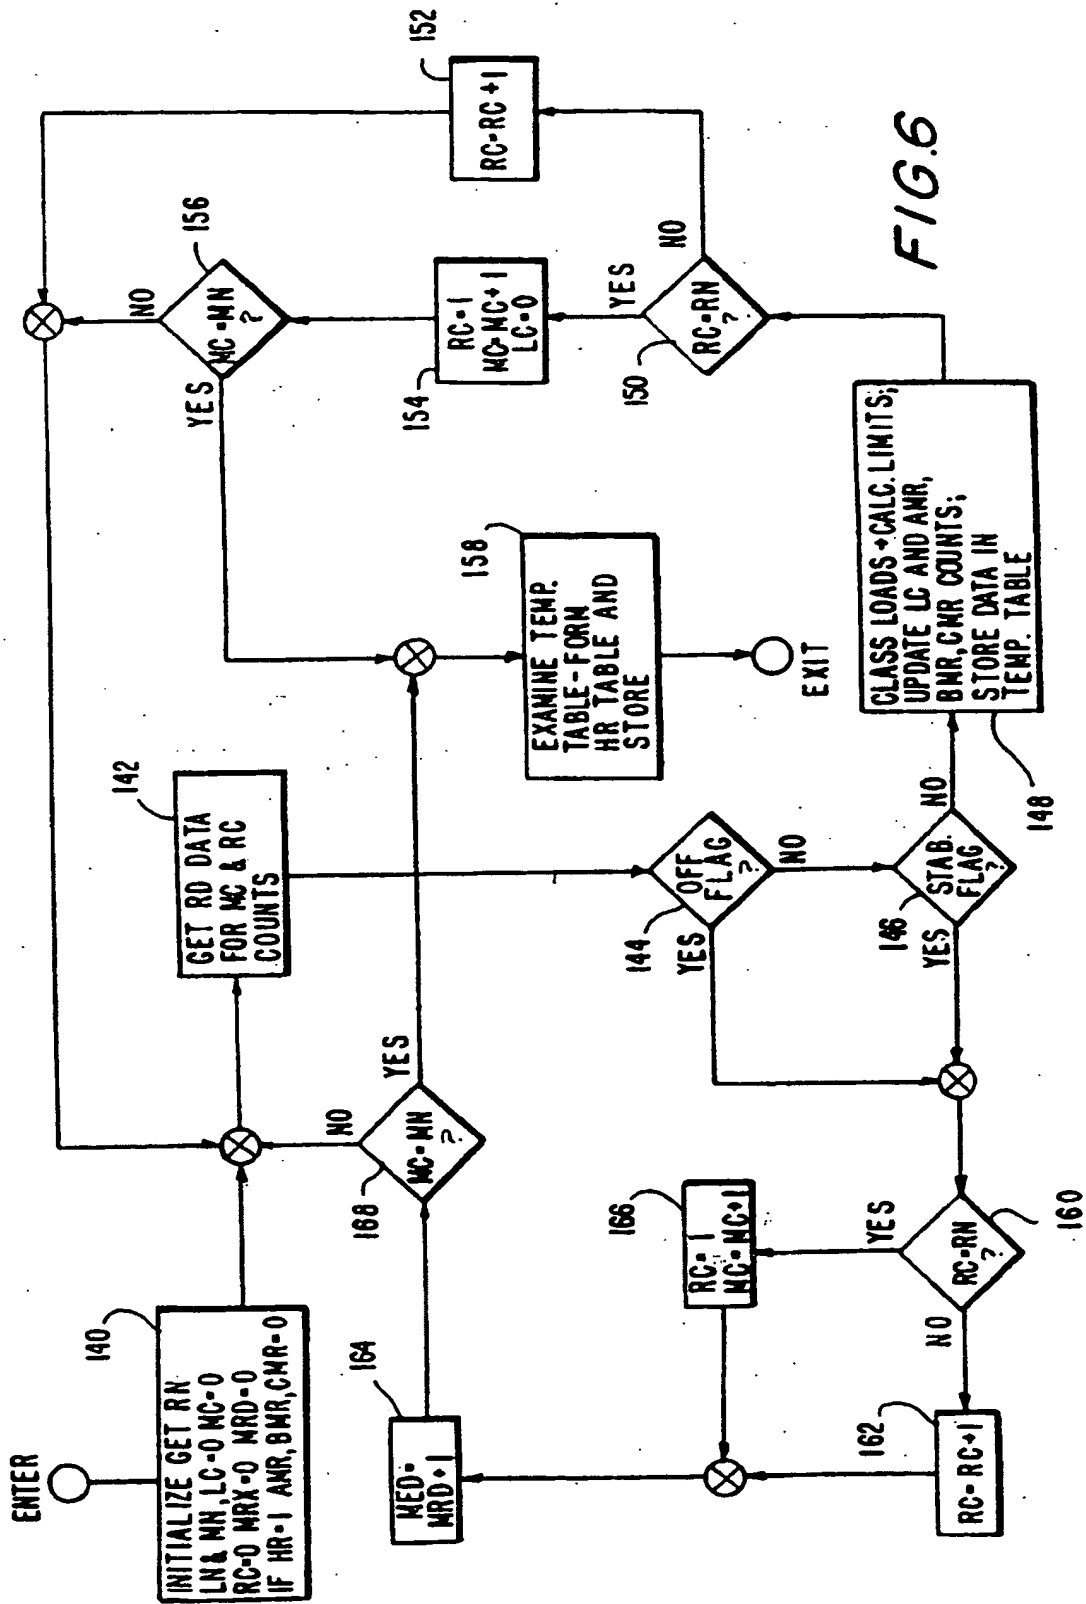 ENTER
140
INITIALIZE GET RN
LN & MN, LC=0 MC=0
RC=0 MRX=0 MRD=0
IF HR=1 AMR, BMR, CMR=0
142
GET RD DATA
FOR MC & RC
COUNTS
144
OFF
FLAG
?
YES
NO
146
STAB.
FLAG
?
YES
NO
148
CLASS LOADS+CALC. LIMITS;
UPDATE LC AND AMR,
BMR, CMR COUNTS;
STORE DATA IN
TEMP. TABLE
150
RC=RN
?
YES
NO
152
RC=RC+1
154
RC=1
MC=MC+1
LC=0
156
MC=MN
?
YES
NO
158
EXAMINE TEMP.
TABLE-FORM
HR TABLE AND
STORE
EXIT
160
RC=RN
?
YES
NO
162
RC=RC+1
166
RC=1
MC=MC+1
164
MED=
MRD+1
168
MC=MN
?
YES
NO
FIG.6